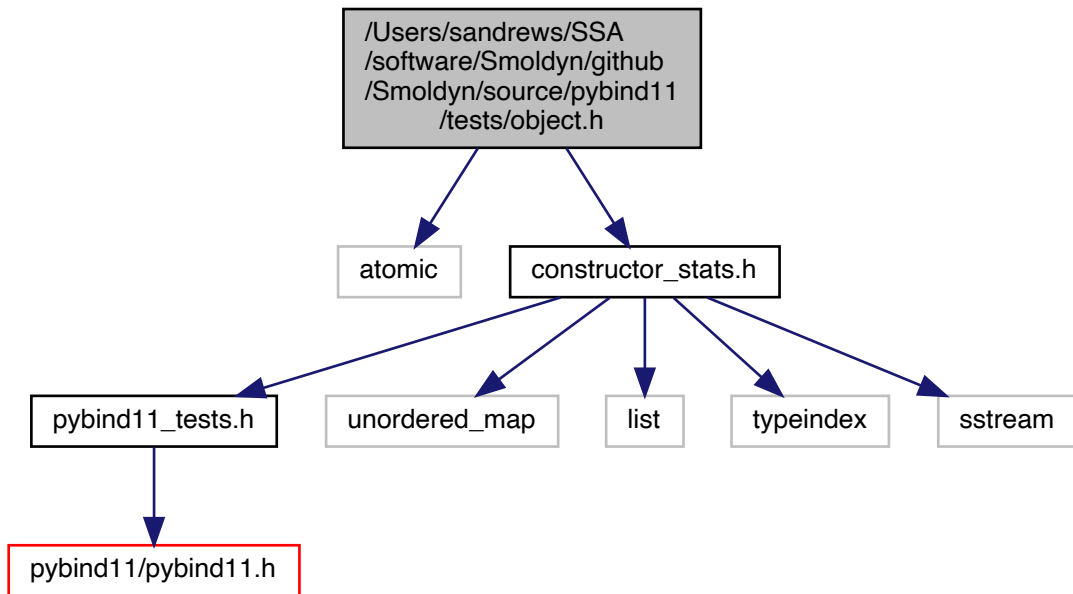 /Users/sandrews/SSA
/software/Smoldyn/github
/Smoldyn/source/pybind11
/tests/object.h
atomic
constructor_stats.h
pybind11_tests.h
unordered_map
list
typeindex
sstream
pybind11/pybind11.h